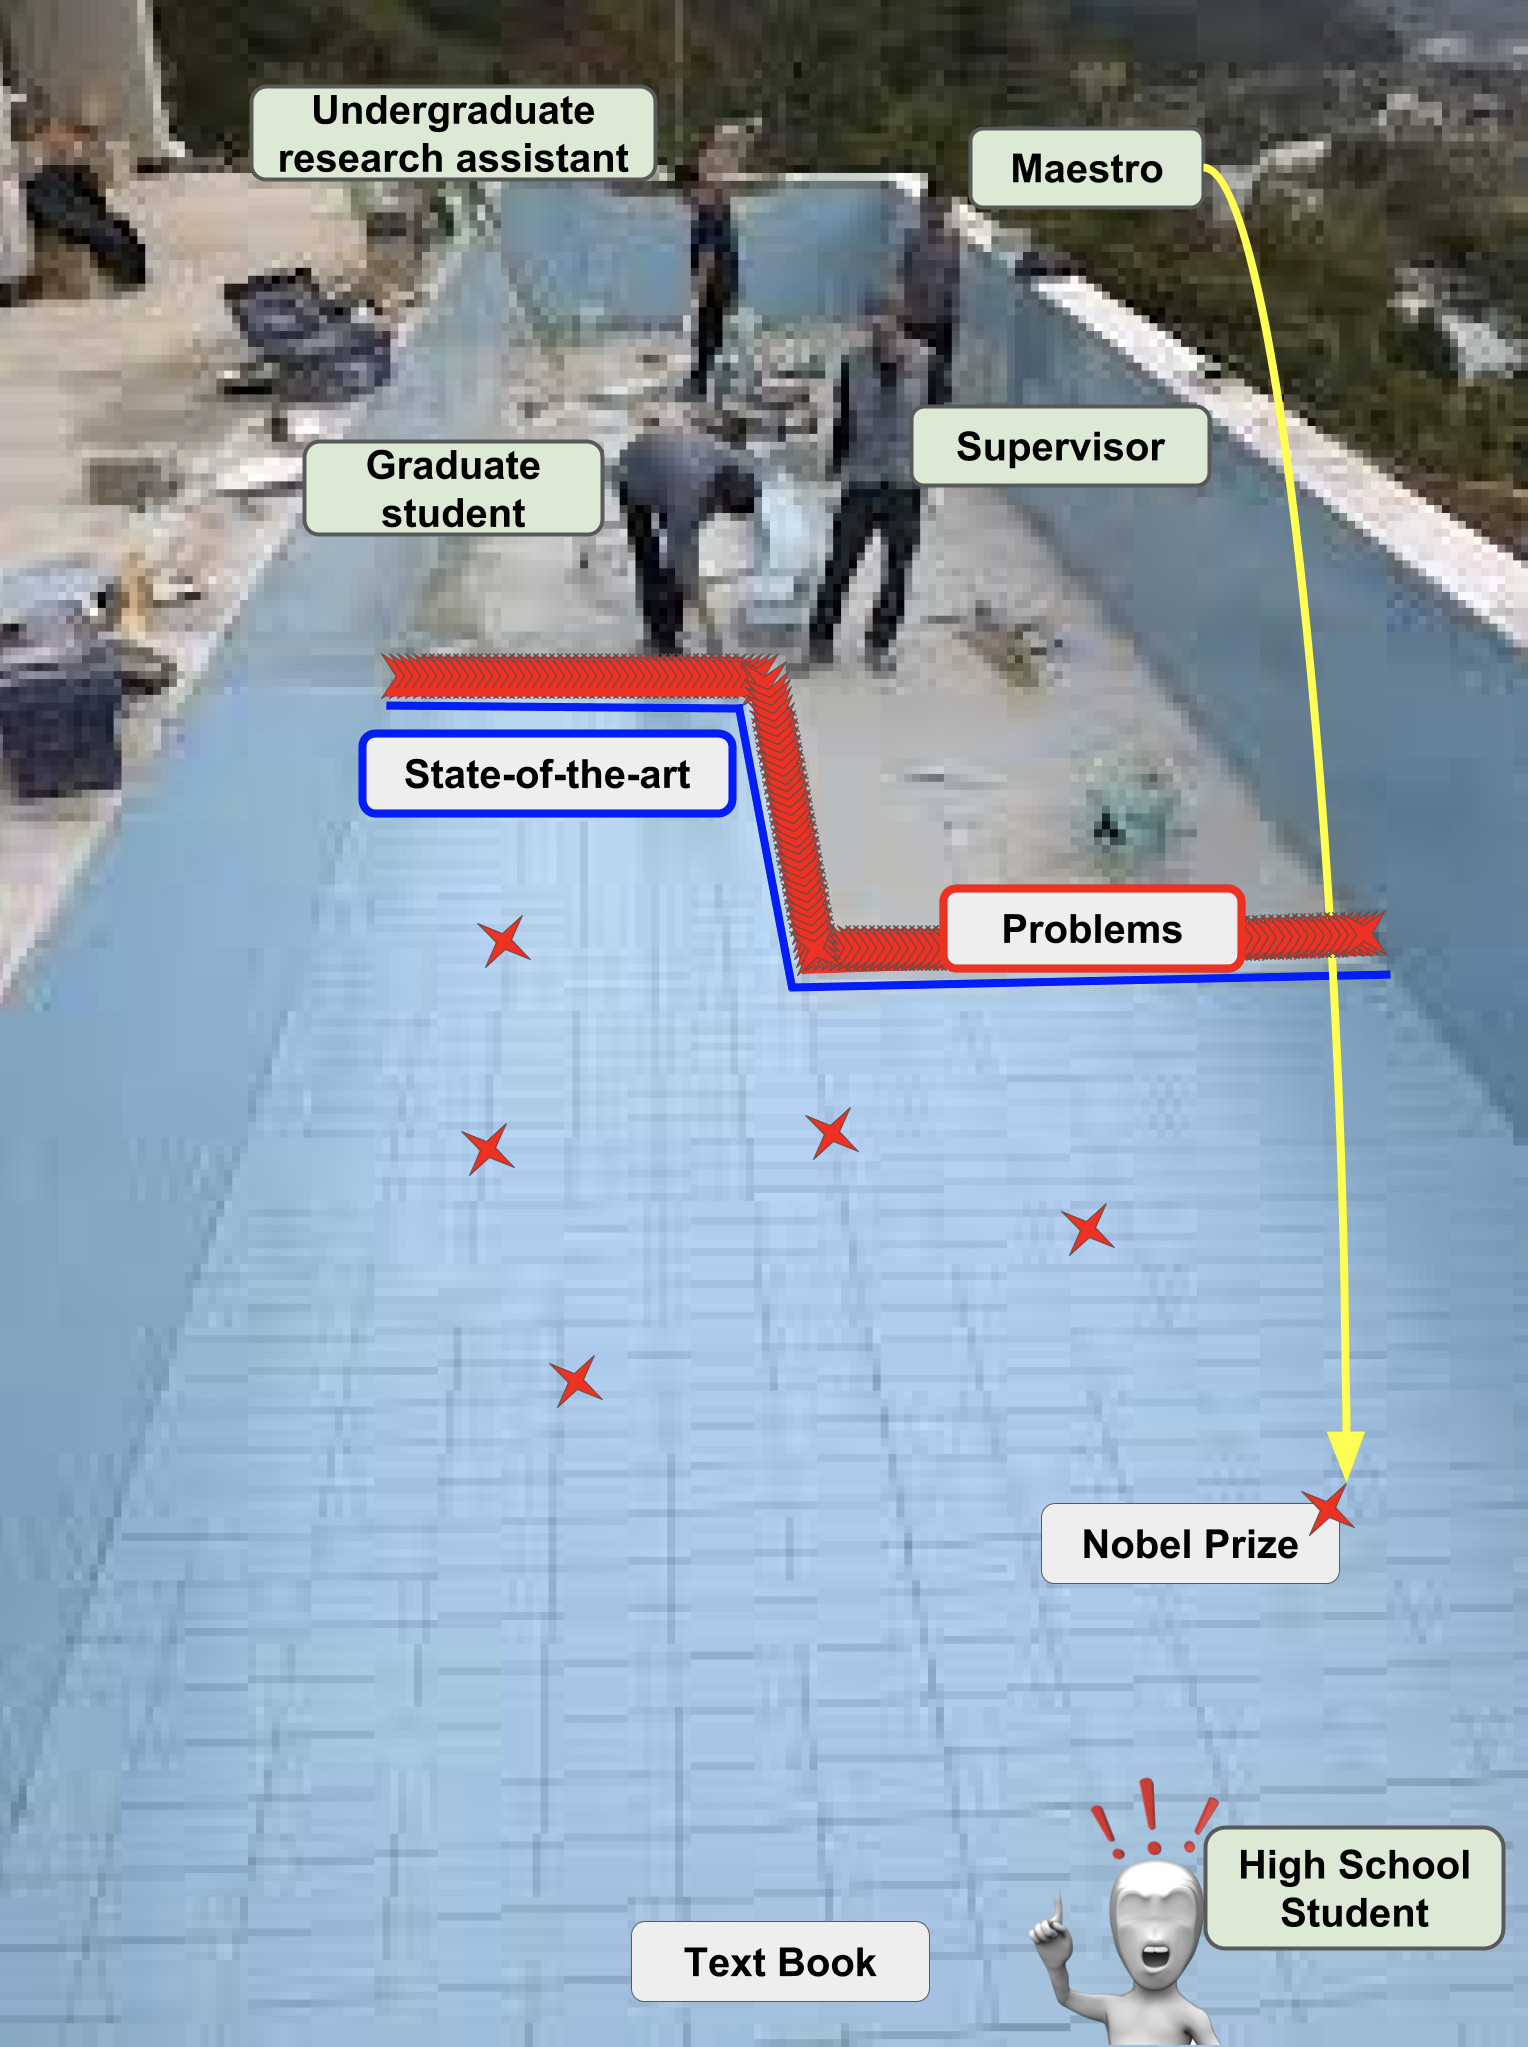 Undergraduate
research assistant
Maestro
Supervisor
Graduate
student
State-of-the-art
Problems
Nobel Prize
High School
Student
Text Book